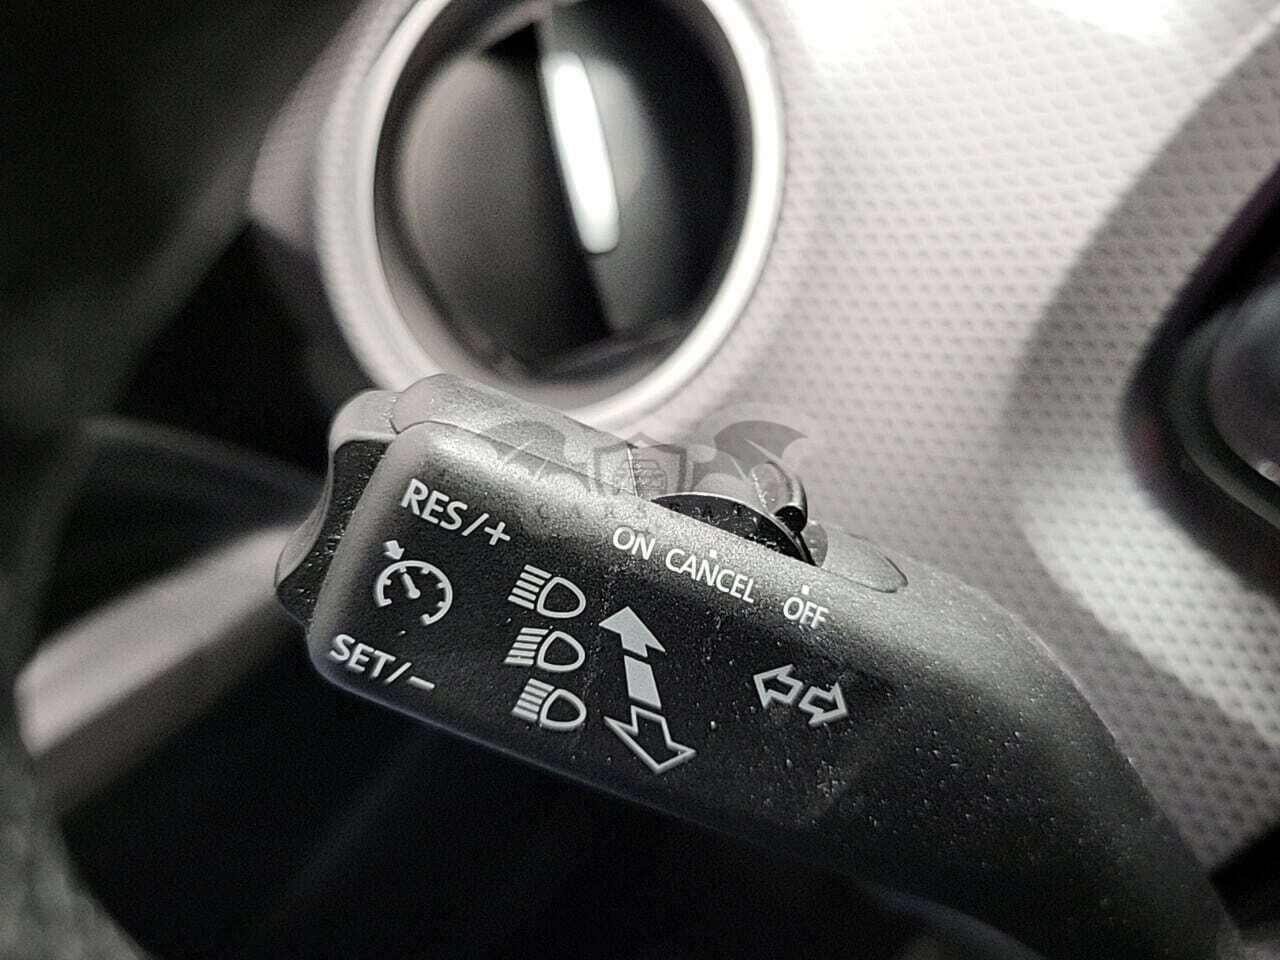 RES/+
ON CANCEL OFF
SET/-